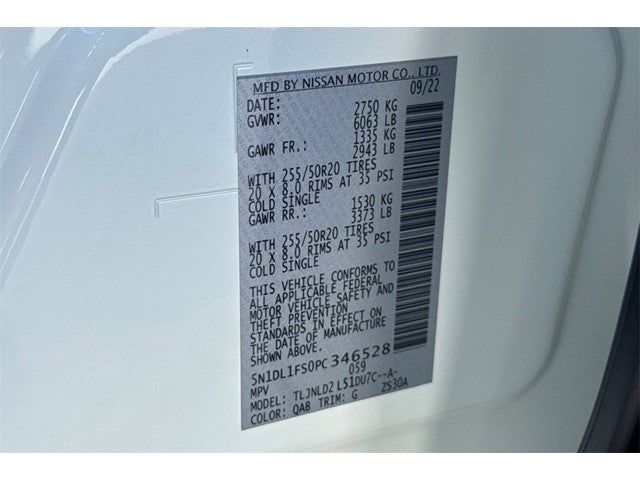 MFD BY NISSAN MOTOR CO., LTD.
09/22
DATE: 2750 KG
GVWR: 6063 LB
1335 KG
GAWR FR.: 2943 LB
WITH 255/50R20 TIRES
20 X 8.0 RIMS AT 35 PSI
COLD SINGLE 1530 KG
GAWR RR.: 3373 LB
WITH 255/50R20 TIRES
20 X 8.0 RIMS AT 35 PSI
COLD SINGLE
THIS VEHICLE CONFORMS TO
ALL APPLICABLE FEDERAL
MOTOR VEHICLE SAFETY AND
THEFT PREVENTION
STANDARDS IN EFFECT ON
THE DATE OF MANUFACTURE
5N1DL1FS0PC346528
MPV 059
MODEL: TLJNLD2 L51DU7C--A-
COLOR: QAB TRIM: G ZS30A